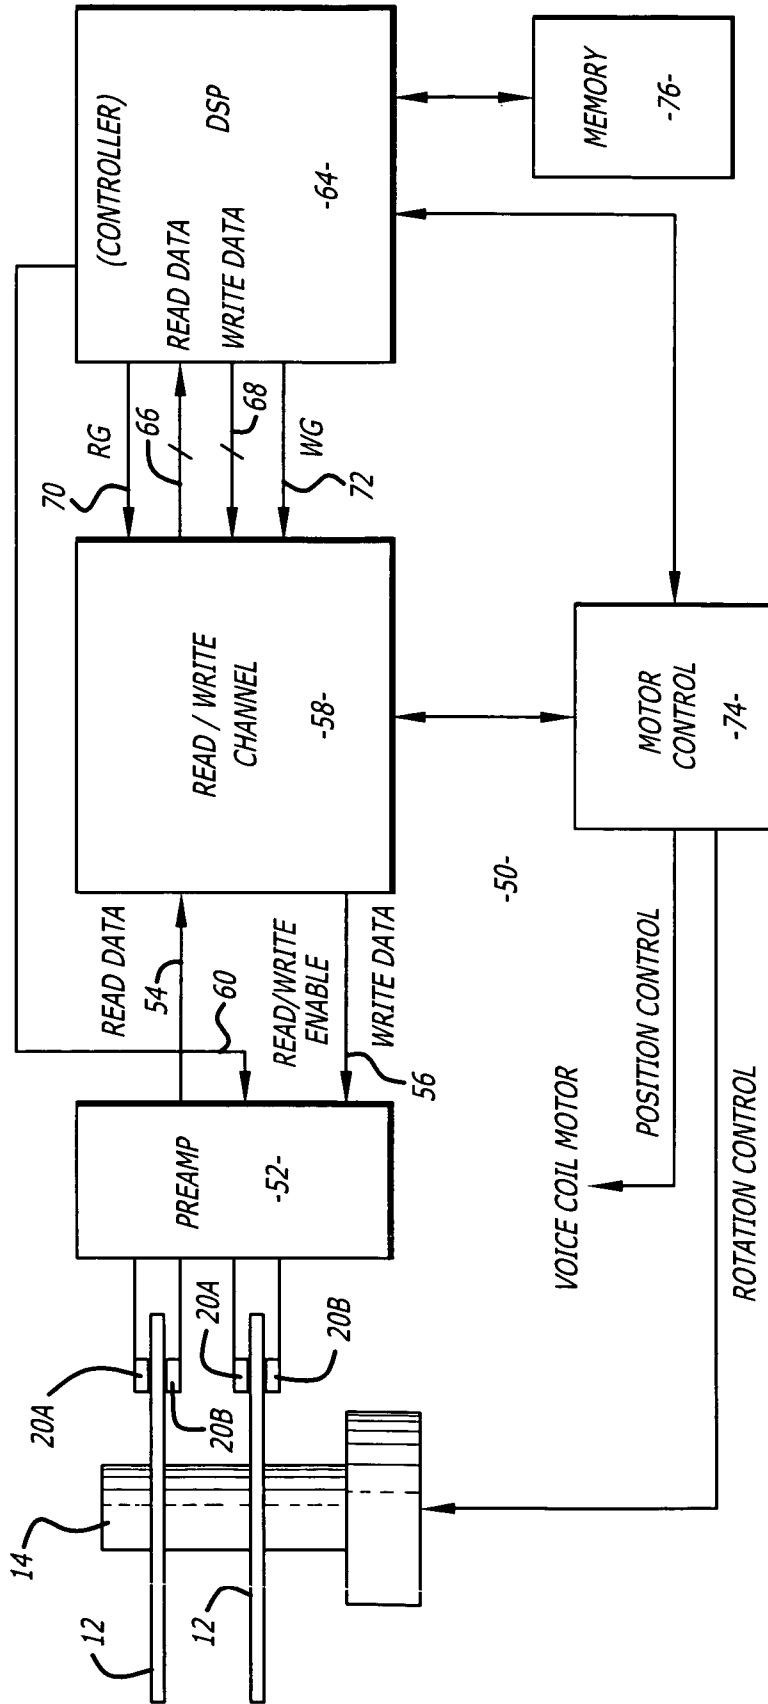 12
14
12
20A
20B
20A
20B
PREAMP
-52-
READ DATA
54
60
READ/WRITE
ENABLE
WRITE DATA
56
READ / WRITE
CHANNEL
-58-
70
RG
66
68
WG
72
(CONTROLLER)
READ DATA
WRITE DATA
DSP
-64-
MEMORY
-76-
-50-
MOTOR
CONTROL
-74-
VOICE COIL MOTOR
POSITION CONTROL
ROTATION CONTROL